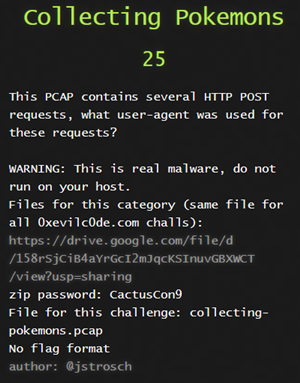 Collecting Pokemons
25
This PCAP contains several HTTP POST
requests, what user-agent was used for
these requests?
WARNING: This is real malware, do not
run on your host.
Files for this category (same file for
all 0xevilc0de.com challs):
https://drive.google.com/file/d
/158rSjCiB4aYrGcI2mJqcKSInuvGBXWCT
/view?usp=sharing
zip password: CactusCon9
File for this challenge: collecting-
pokemons.pcap
No flag format
author: @jstrosch